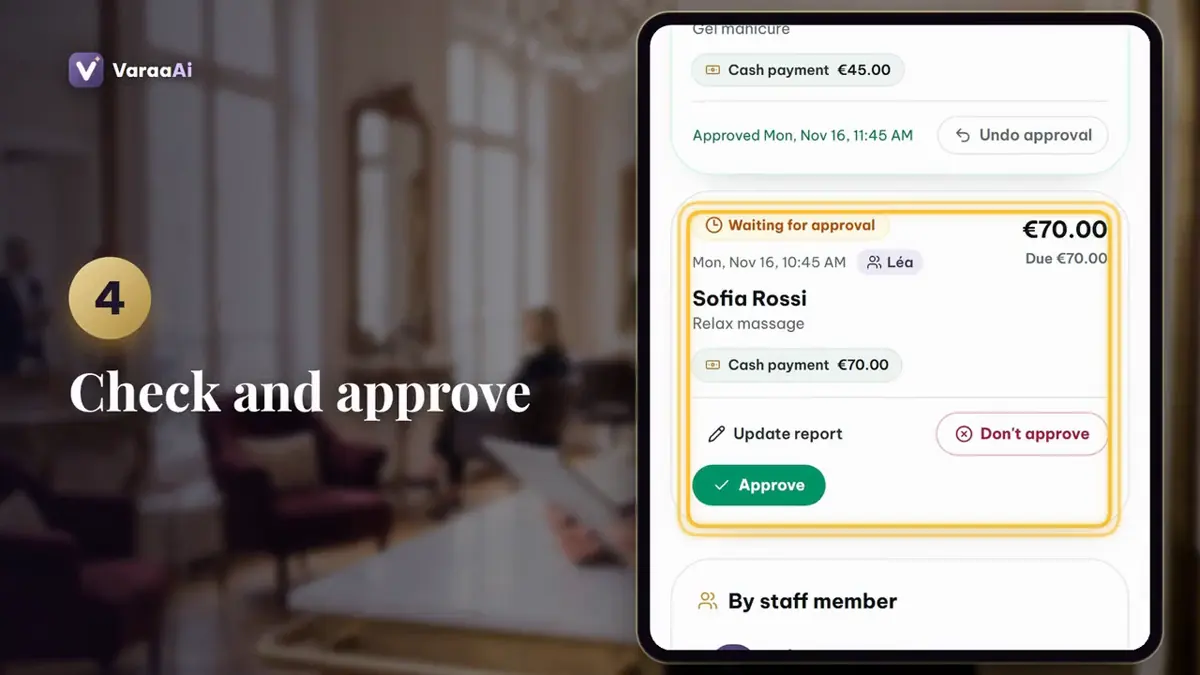 VaraaAi
4
Check and approve
Gel manicure
Cash payment €45.00
Approved Mon, Nov 16, 11:45 AM
Undo approval
Waiting for approval
€70.00
Mon, Nov 16, 10:45 AM
Léa
Due €70.00
Sofia Rossi
Relax massage
Cash payment €70.00
Update report
Don't approve
Approve
By staff member